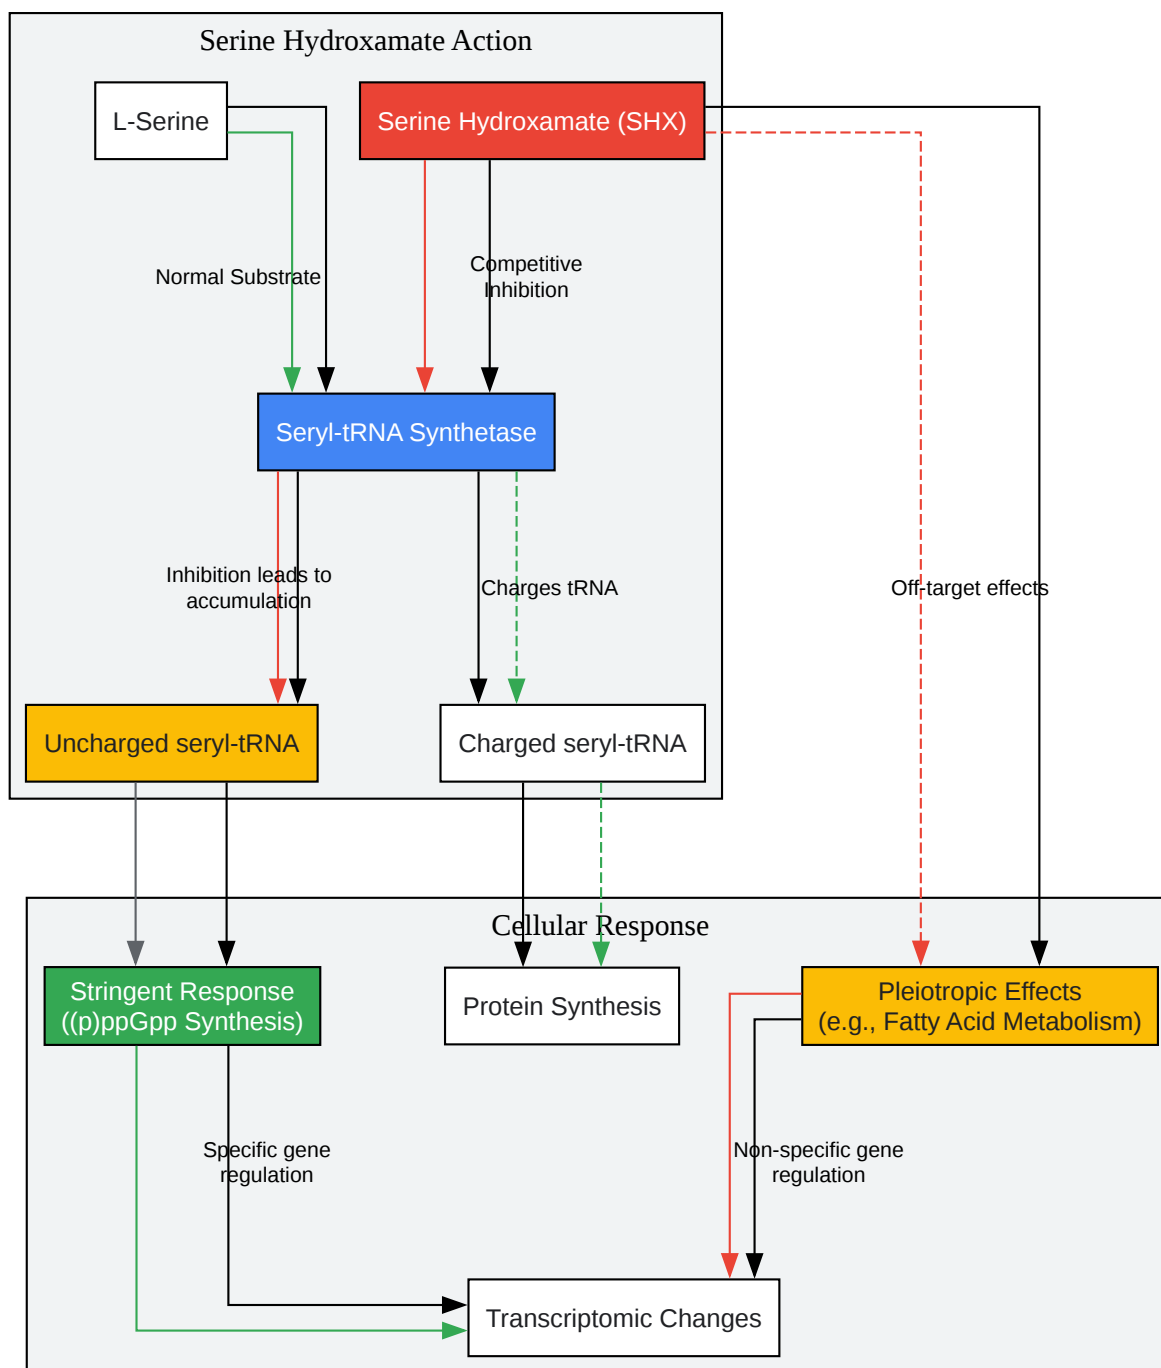 Serine Hydroxamate Action
L-Serine
Serine Hydroxamate (SHX)
Normal Substrate
Competitive
Inhibition
Seryl-tRNA Synthetase
Inhibition leads to
accumulation
Charges tRNA
Off-target effects
Uncharged seryl-tRNA
Charged seryl-tRNA
Cellular Response
Stringent Response
((p)ppGpp Synthesis)
Protein Synthesis
Pleiotropic Effects
(e.g., Fatty Acid Metabolism)
Specific gene
regulation
Non-specific gene
regulation
Transcriptomic Changes